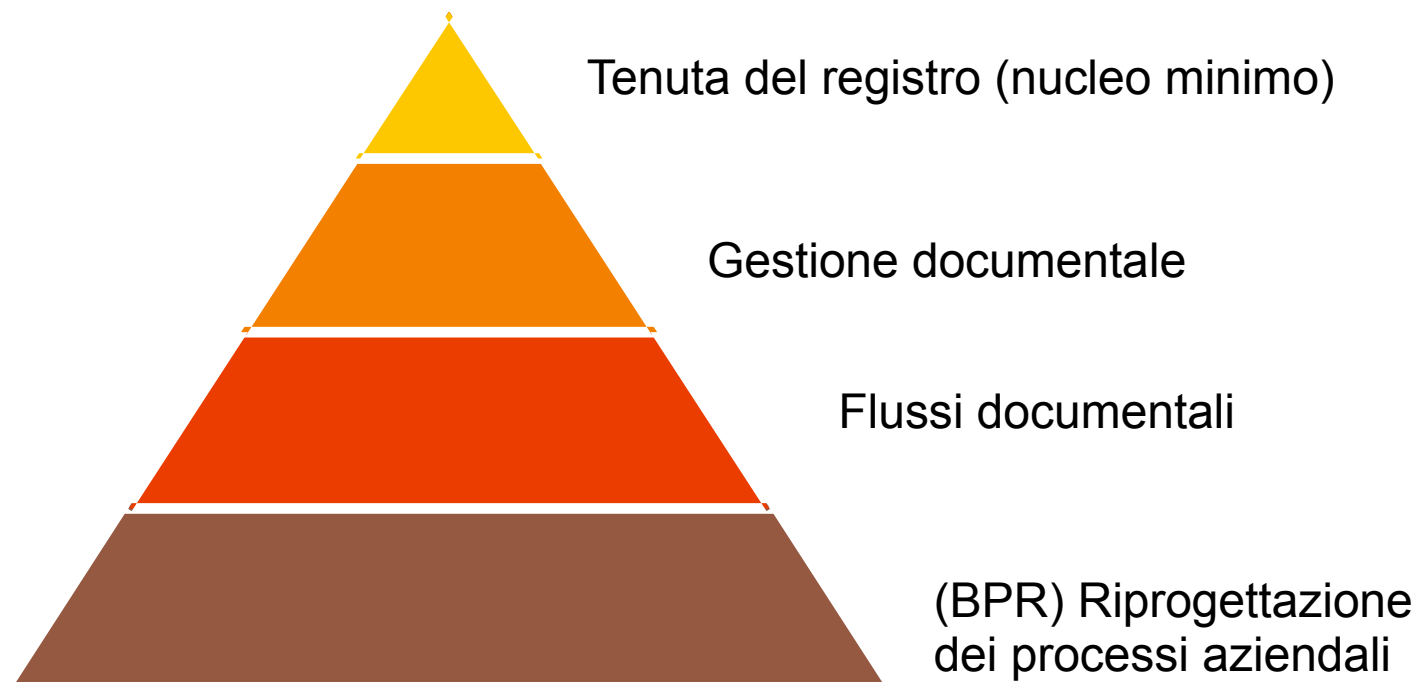 Tenuta del registro (nucleo minimo)
Gestione documentale
Flussi documentali
(BPR) Riprogettazione
dei processi aziendali